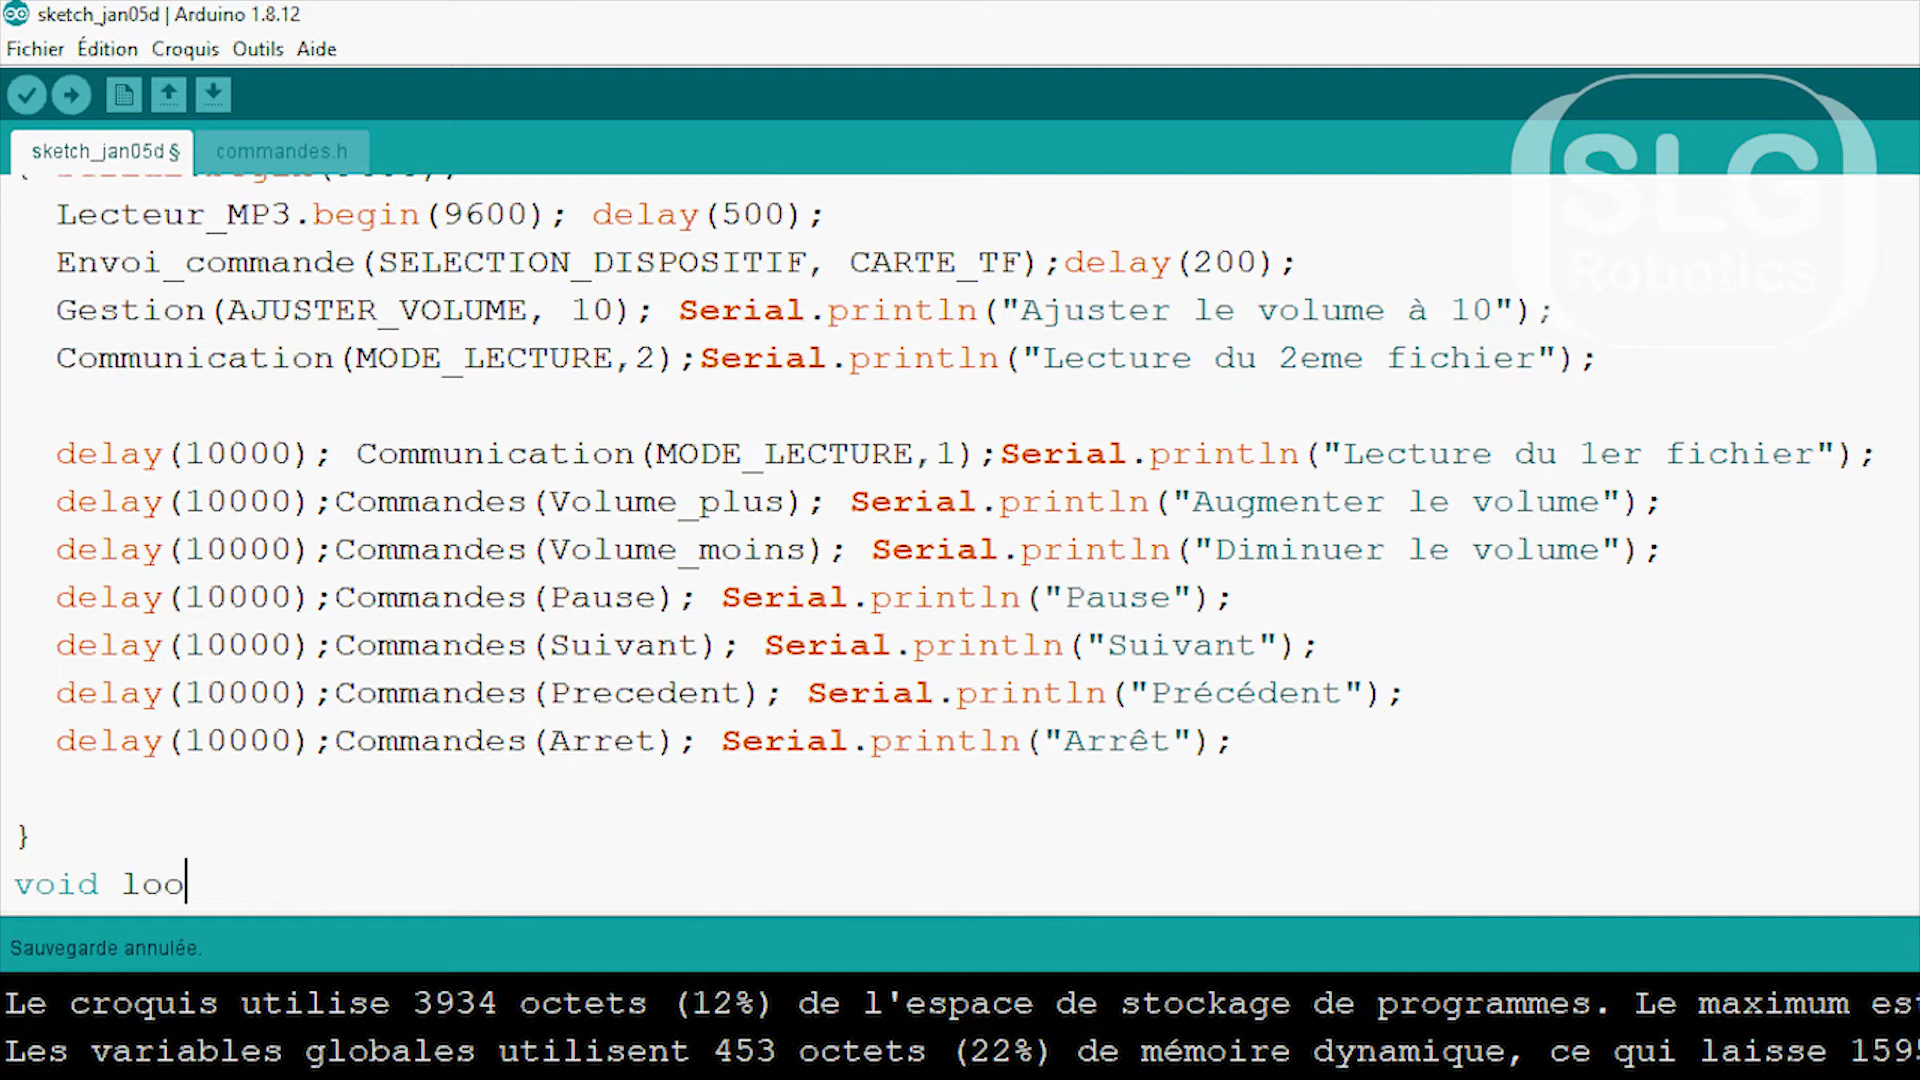 sketch_jan05d | Arduino 1.8.12
Fichier Édition Croquis Outils Aide
sketch_jan05d § commandes.h
SLG
Robotics
Lecteur_MP3.begin(9600); delay(500);
Envoi_commande(SELECTION_DISPOSITIF, CARTE_TF);delay(200);
Gestion(AJUSTER_VOLUME, 10); Serial.println("Ajuster le volume à 10");
Communication(MODE_LECTURE,2);Serial.println("Lecture du 2eme fichier");
delay(10000); Communication(MODE_LECTURE,1);Serial.println("Lecture du 1er fichier");
delay(10000);Commandes(Volume_plus); Serial.println("Augmenter le volume");
delay(10000);Commandes(Volume_moins); Serial.println("Diminuer le volume");
delay(10000);Commandes(Pause); Serial.println("Pause");
delay(10000);Commandes(Suivant); Serial.println("Suivant");
delay(10000);Commandes(Precedent); Serial.println("Précédent");
delay(10000);Commandes(Arret); Serial.println("Arrêt");
}
void loo
Sauvegarde annulée.
Le croquis utilise 3934 octets (12%) de l'espace de stockage de programmes. Le maximum es
Les variables globales utilisent 453 octets (22%) de mémoire dynamique, ce qui laisse 159